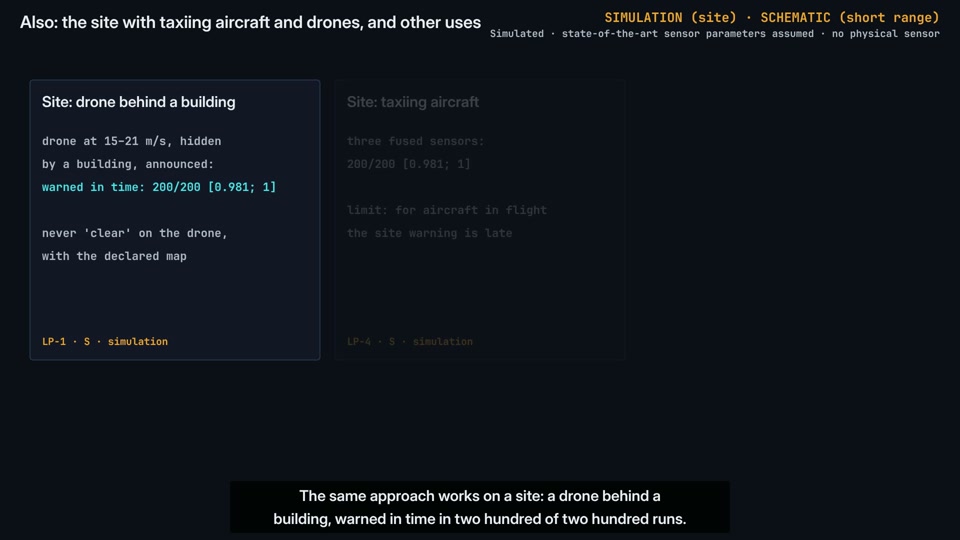 Also: the site with taxiing aircraft and drones, and other uses
SIMULATION (site) · SCHEMATIC (short range)
Simulated · state-of-the-art sensor parameters assumed · no physical sensor
Site: drone behind a building
drone at 15–21 m/s, hidden
by a building, announced:
warned in time: 200/200 [0.981; 1]
never 'clear' on the drone,
with the declared map
LP-1 · S · simulation
Site: taxiing aircraft
three fused sensors:
200/200 [0.981; 1]
limit: for aircraft in flight
the site warning is late
LP-4 · S · simulation
The same approach works on a site: a drone behind a
building, warned in time in two hundred of two hundred runs.